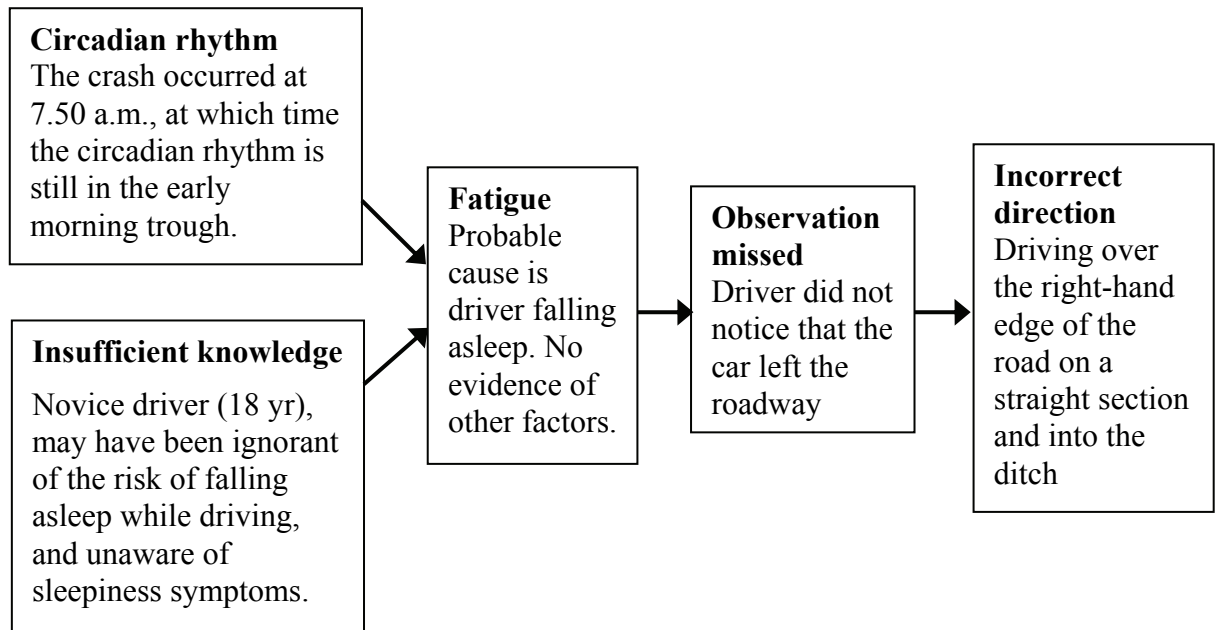 Circadian rhythm
The crash occurred at
7.50 a.m., at which time
the circadian rhythm is
still in the early
morning trough.
Insufficient knowledge
Novice driver (18 yr),
may have been ignorant
of the risk of falling
asleep while driving,
and unaware of
sleepiness symptoms.
Fatigue
Probable
cause is
driver falling
asleep. No
evidence of
other factors.
Observation
missed
Driver did not
notice that the
car left the
roadway
Incorrect
direction
Driving over
the right-hand
edge of the
road on a
straight section
and into the
ditch